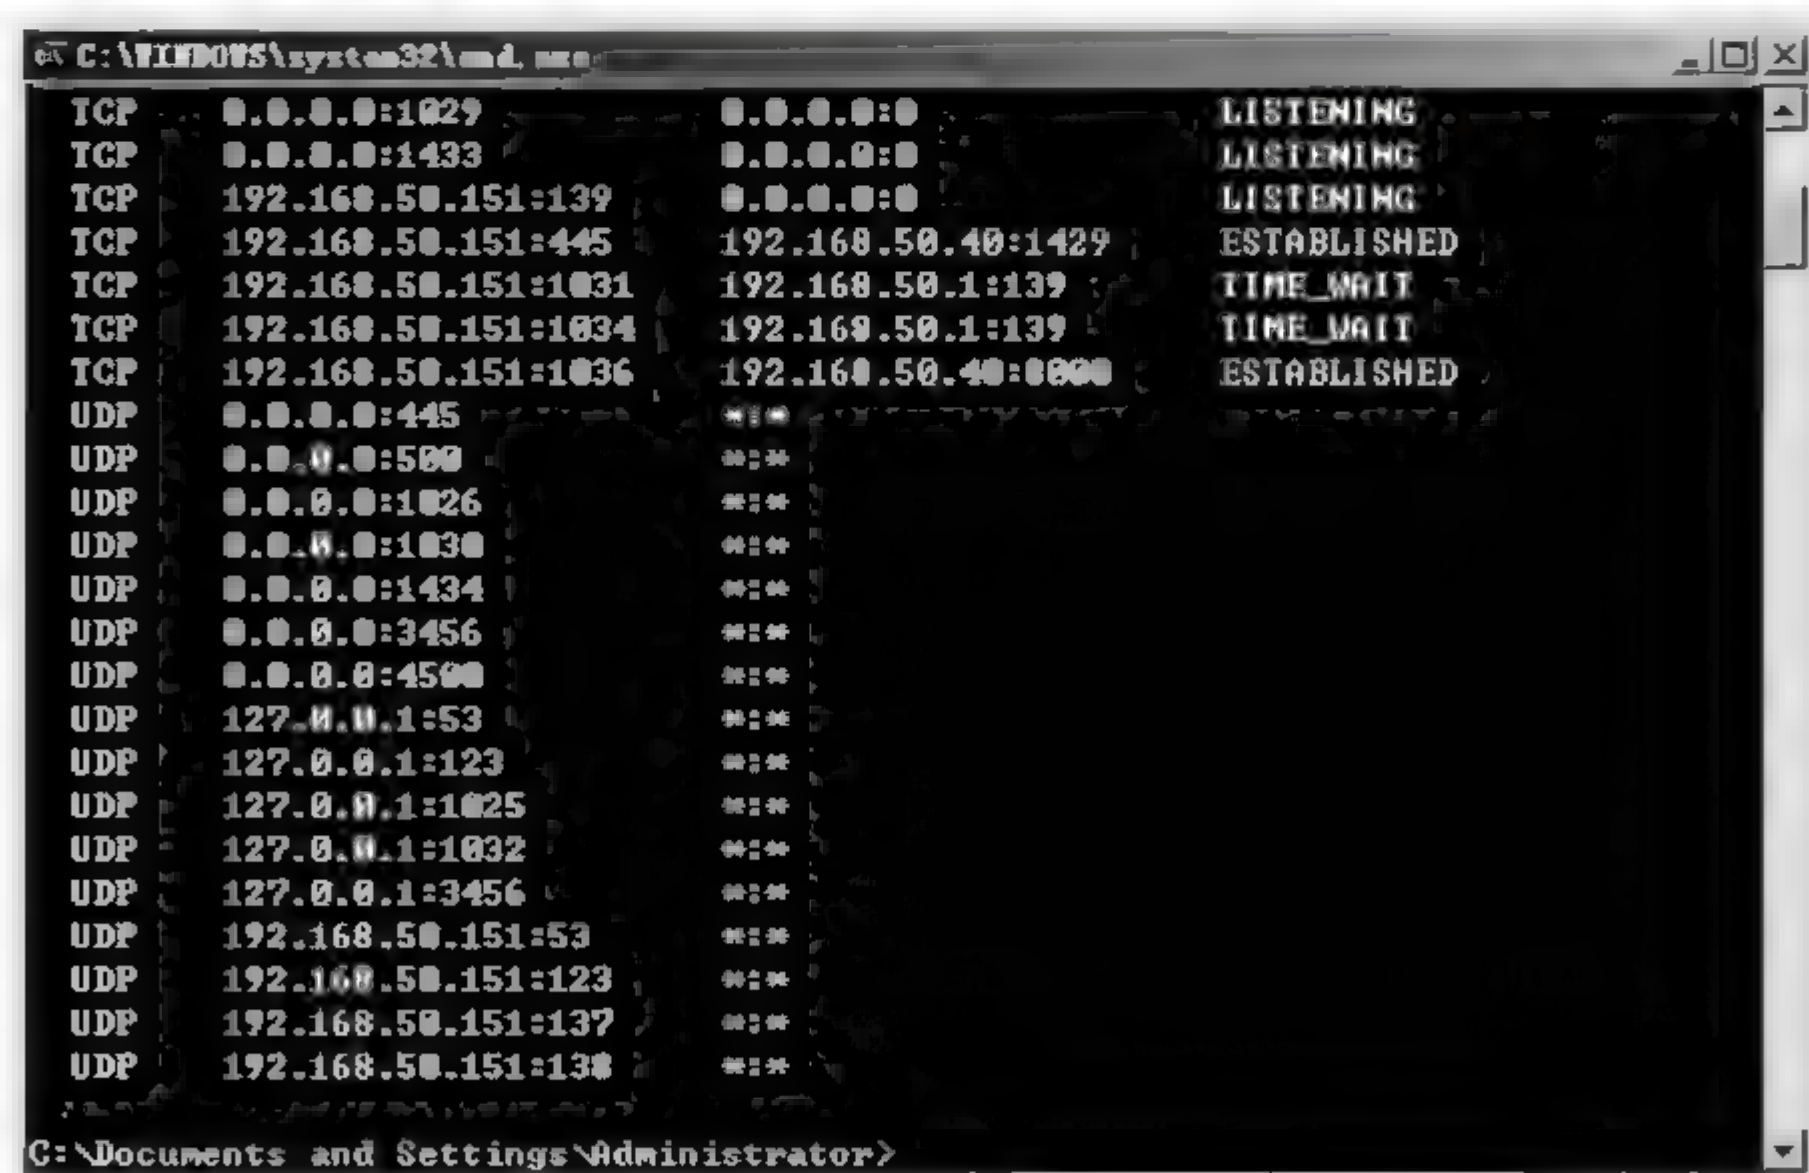 C:\WINDOWS\system32\cmd.exe
TCP 0.0.0.0:1029 0.0.0.0:0 LISTENING
TCP 0.0.0.0:1433 0.0.0.0:0 LISTENING
TCP 192.168.50.151:139 0.0.0.0:0 LISTENING
TCP 192.168.50.151:445 192.168.50.40:1429 ESTABLISHED
TCP 192.168.50.151:1031 192.168.50.1:139 TIME_WAIT
TCP 192.168.50.151:1034 192.168.50.1:139 TIME_WAIT
TCP 192.168.50.151:1036 ESTABLISHED
UDP 0.0.0.0:445 *:*
UDP 0.0.0.0:500 *:*
UDP 0.0.0.0:1026 *:*
UDP 0.0.0.0:1030 *:*
UDP 0.0.0.0:1434 *:*
UDP 0.0.0.0:3456 *:*
UDP 0.0.0.0:4500 *:*
UDP 127.0.0.1:53 *:*
UDP 127.0.0.1:123 *:*
UDP 127.0.0.1:1025 *:*
UDP 127.0.0.1:1032 *:*
UDP 127.0.0.1:3456 *:*
UDP 192.168.50.151:53 *:*
UDP 192.168.50.151:123 *:*
UDP 192.168.50.151:137 *:*
UDP 192.168.50.151:138 *:*
C:\Documents and Settings\Administrator>